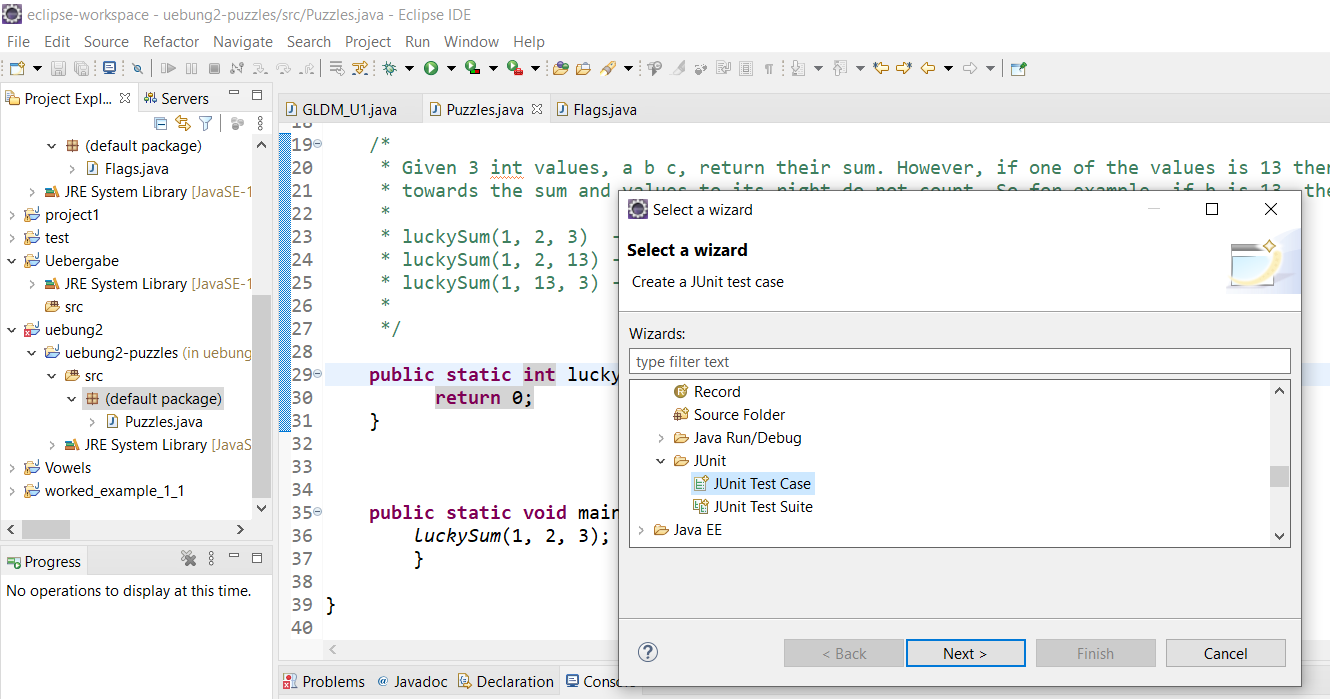 eclipse-workspace - uebung2-puzzles/src/Puzzles.java - Eclipse IDE
File Edit Source Refactor Navigate Search Project Run Window Help
Project Expl... Servers
(default package)
Flags.java
JRE System Library [JavaSE-1
project1
test
Uebergabe
JRE System Library [JavaSE-1
src
uebung2
uebung2-puzzles (in uebung
src
(default package)
Puzzles.java
JRE System Library [JavaS
Vowels
worked_example_1_1
Progress
No operations to display at this time.
GLDM_U1.java Puzzles.java Flags.java
18
19 /*
20 * Given 3 int values, a b c, return their sum. However, if one of the values is 13 then
21 * towards the sum and values to its right do not count. So for example, if b is 13, the
22 *
23 * luckySum(1, 2, 3) -
24 * luckySum(1, 2, 13) -
25 * luckySum(1, 13, 3) -
26 *
27 */
28
29 public static int lucky
30 return 0;
31 }
32
33
34
35 public static void main
36 luckySum(1, 2, 3);
37 }
38
39 }
40
Problems @ Javadoc Declaration Conso
Select a wizard
Select a wizard
Create a JUnit test case
Wizards:
type filter text
Record
Source Folder
Java Run/Debug
JUnit
JUnit Test Case
JUnit Test Suite
Java EE
? < Back Next > Finish Cancel